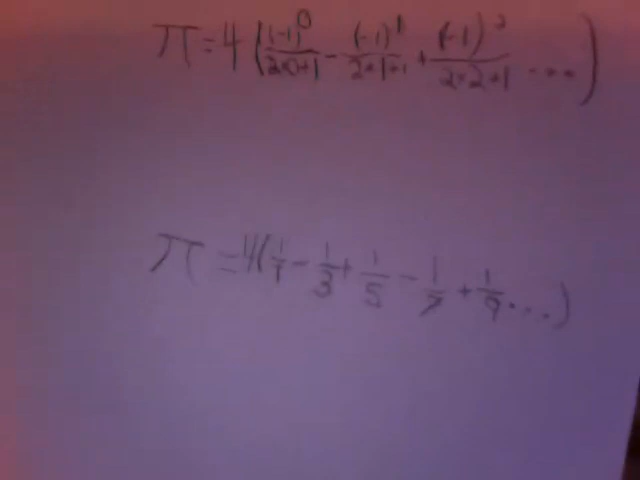 π = 4 ( (-1)^0/2·0+1 - (-1)^1/2·1+1 + (-1)^2/2·2+1 ... )
π = 4 ( 1/1 - 1/3 + 1/5 - 1/7 + 1/9 ... )